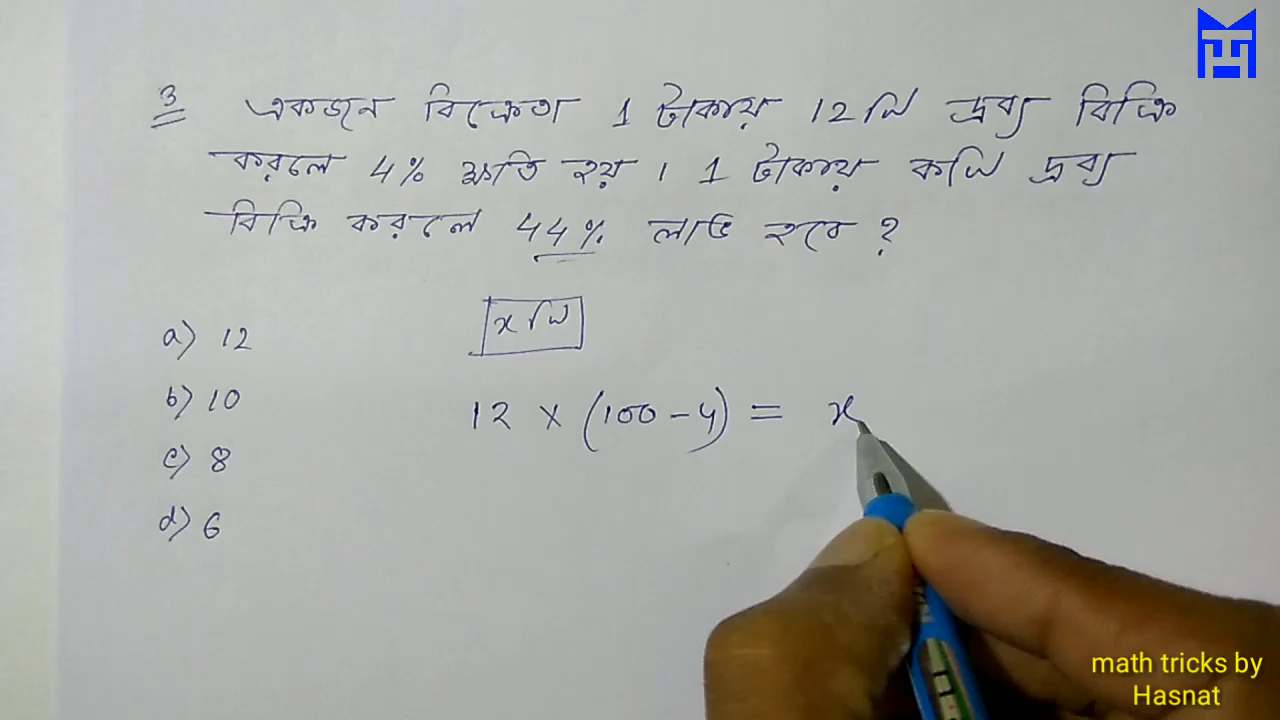 3 একজন বিক্রেতা 1 টাকায় 12টি দ্রব্য বিক্রি
করলে 4% ক্ষতি হয়। 1 টাকায় কটি দ্রব্য
বিক্রি করলে 44% লাভ হবে?
a) 12
b) 10
c) 8
d) 6
x টি
12 × (100 - 4) = x
math tricks by
Hasnat